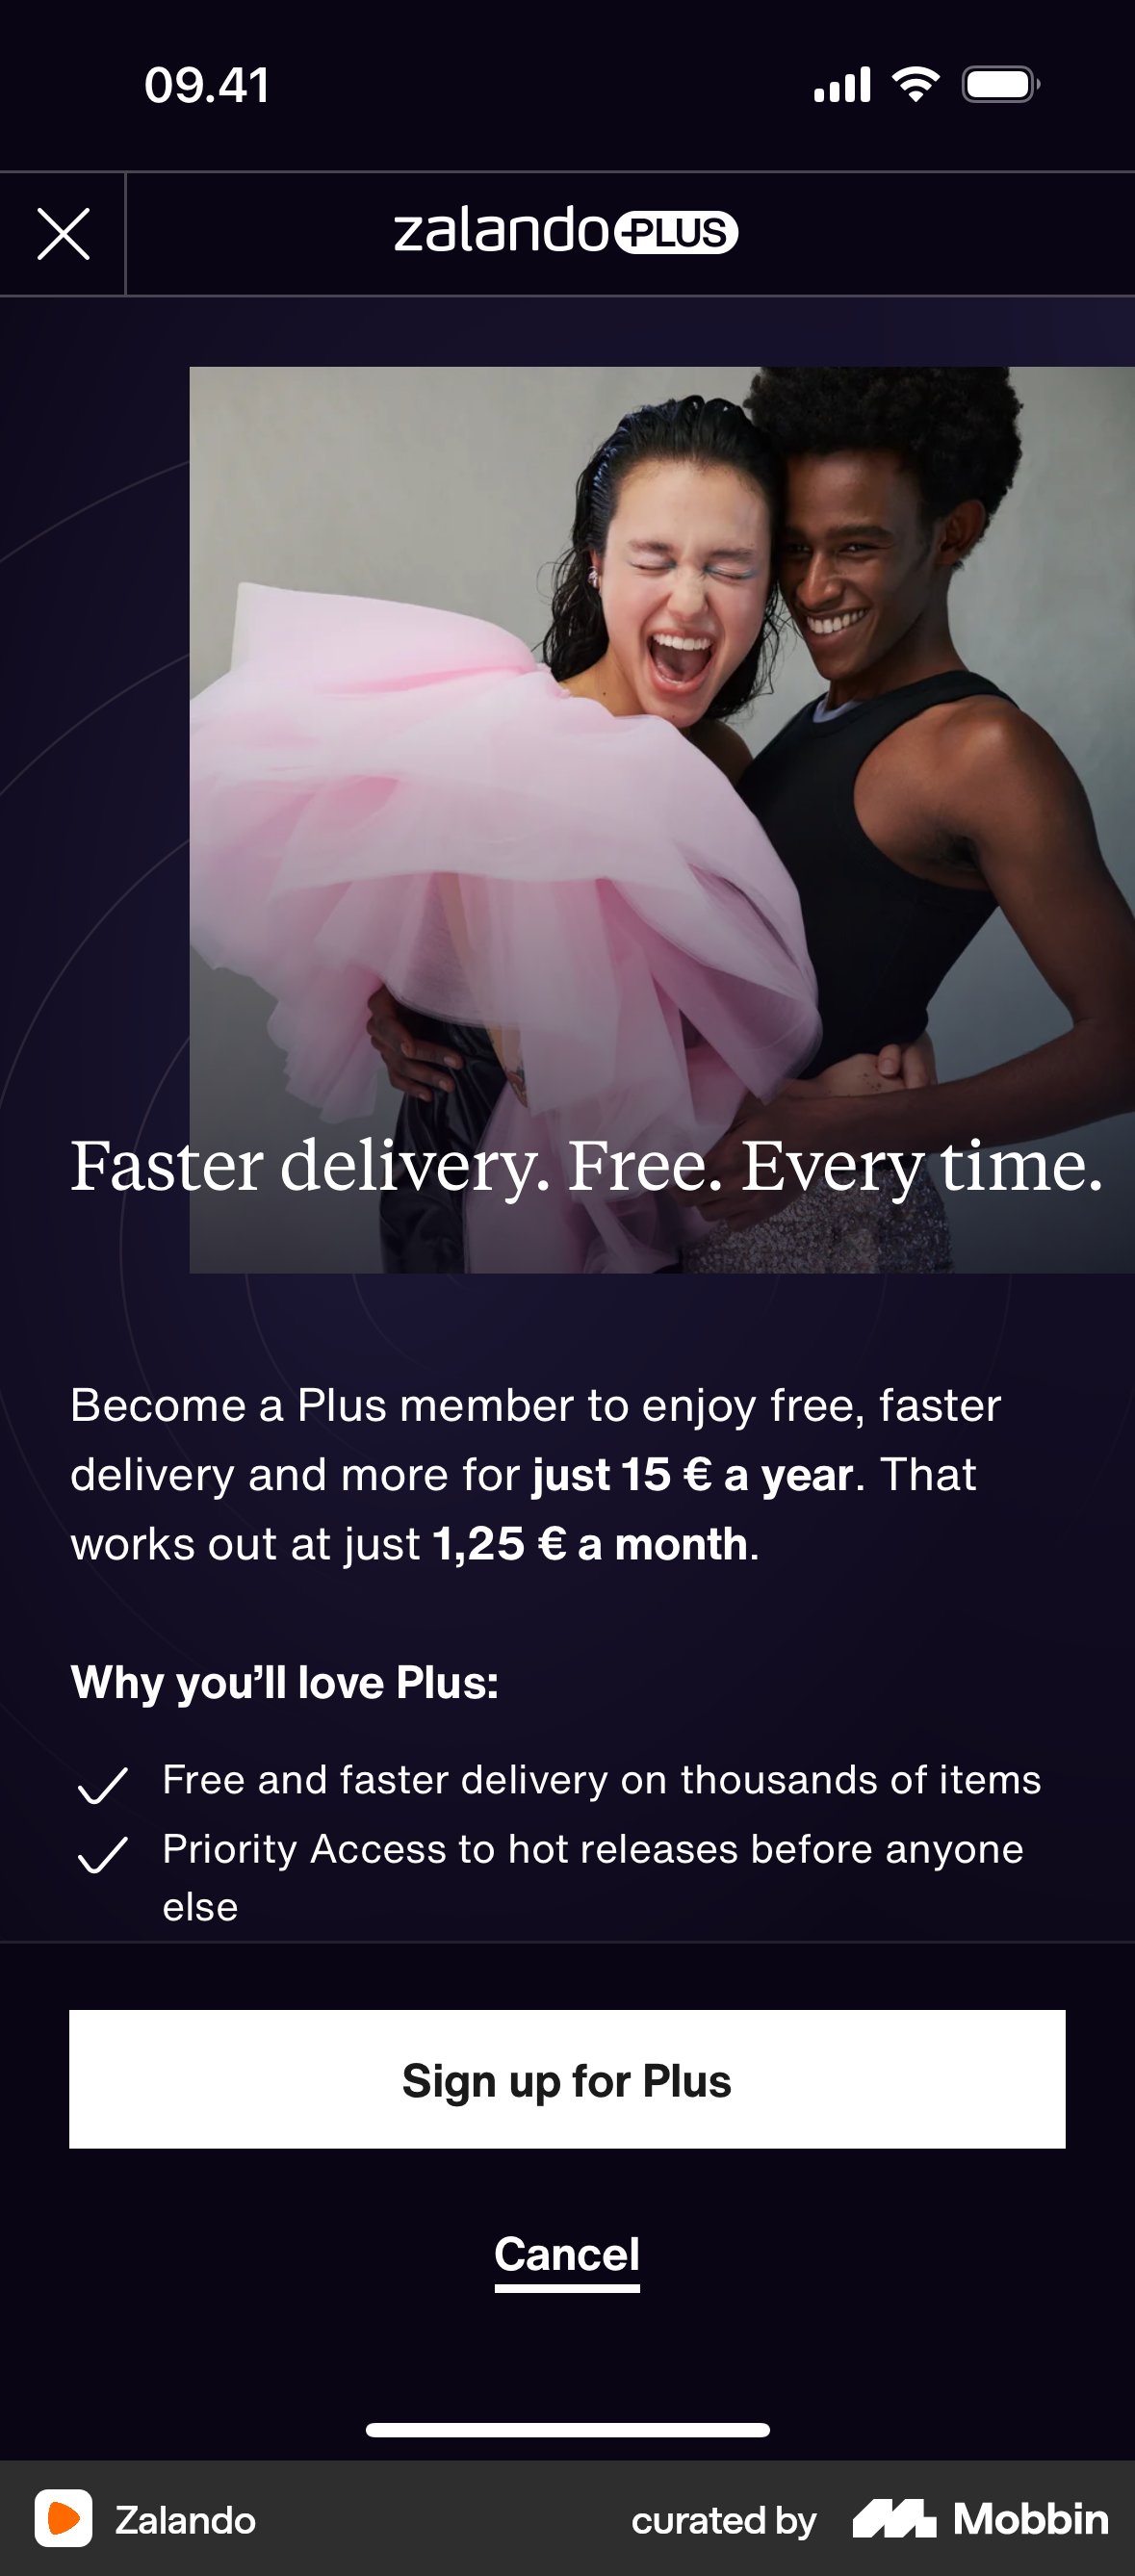 09.41
zalando PLUS
Faster delivery. Free. Every time.
Become a Plus member to enjoy free, faster
delivery and more for just 15 € a year. That
works out at just 1,25 € a month.
Why you’ll love Plus:
Free and faster delivery on thousands of items
Priority Access to hot releases before anyone
else
Sign up for Plus
Cancel
Zalando
curated by Mobbin